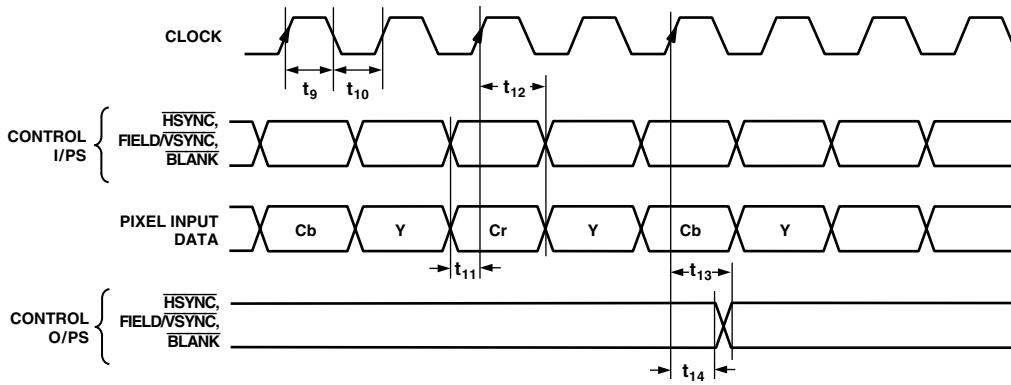 CLOCK
t9
t10
t12
CONTROL
I/PS
HSYNC,
FIELD/VSYNC,
BLANK
PIXEL INPUT
DATA
Cb
Y
Cr
Y
Cb
Y
t11
t13
CONTROL
O/PS
HSYNC,
FIELD/VSYNC,
BLANK
t14